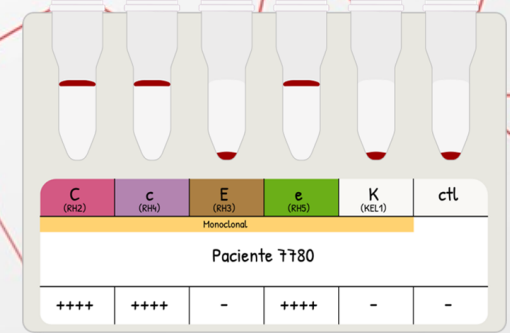 C c E e K ctl
(RH2) (RH4) (RH3) (RH5) (KEL1)
Monoclonal
Paciente 7780
++++ ++++ - ++++ - -